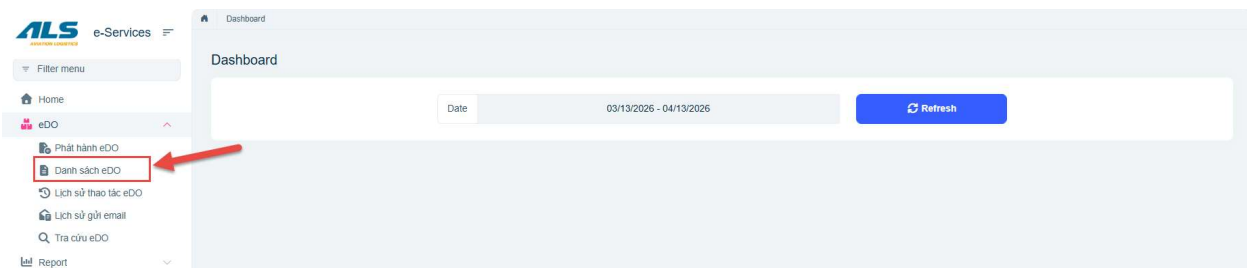 ALS
AVIATION LOGISTICS
e-Services
Filter menu
Home
eDO
Phát hành eDO
Danh sách eDO
Lịch sử thao tác eDO
Lịch sử gửi email
Tra cứu eDO
Report
Dashboard
Dashboard
Date 03/13/2026 - 04/13/2026 Refresh